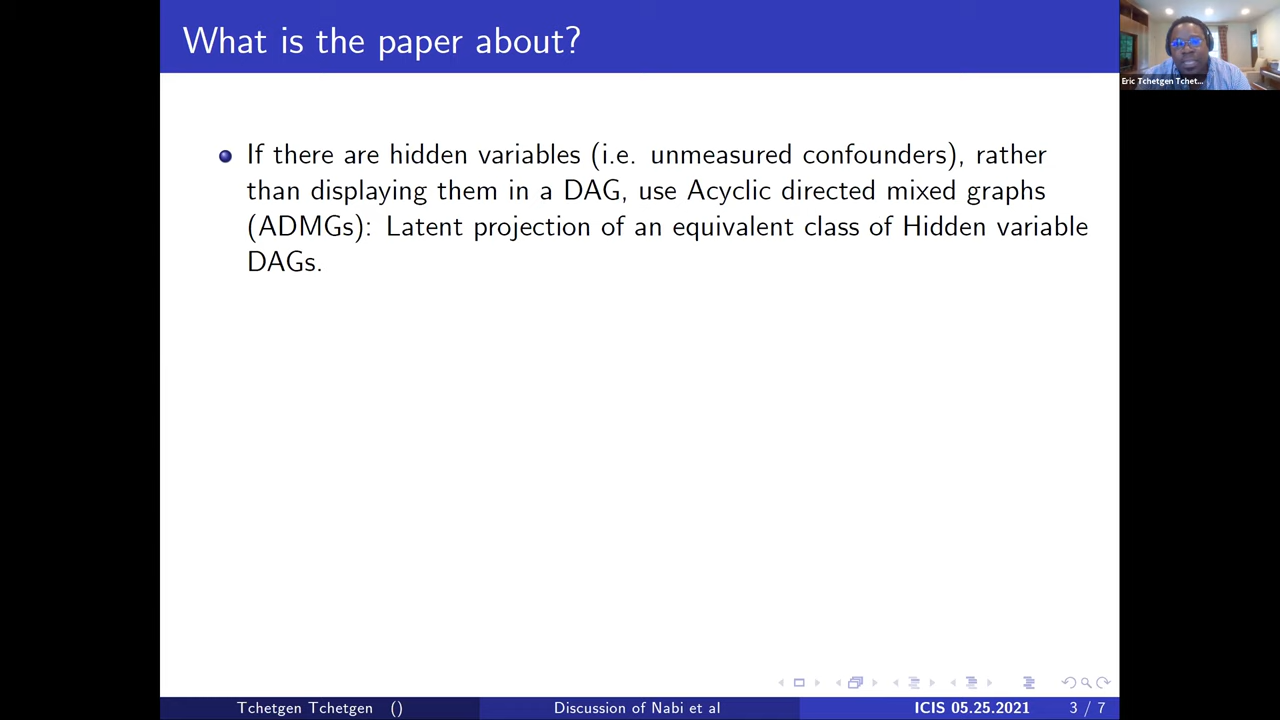 What is the paper about?
Eric Tchetgen Tchet...
If there are hidden variables (i.e. unmeasured confounders), rather
than displaying them in a DAG, use Acyclic directed mixed graphs
(ADMGs): Latent projection of an equivalent class of Hidden variable
DAGs.
Tchetgen Tchetgen () Discussion of Nabi et al ICIS 05.25.2021 3 / 7